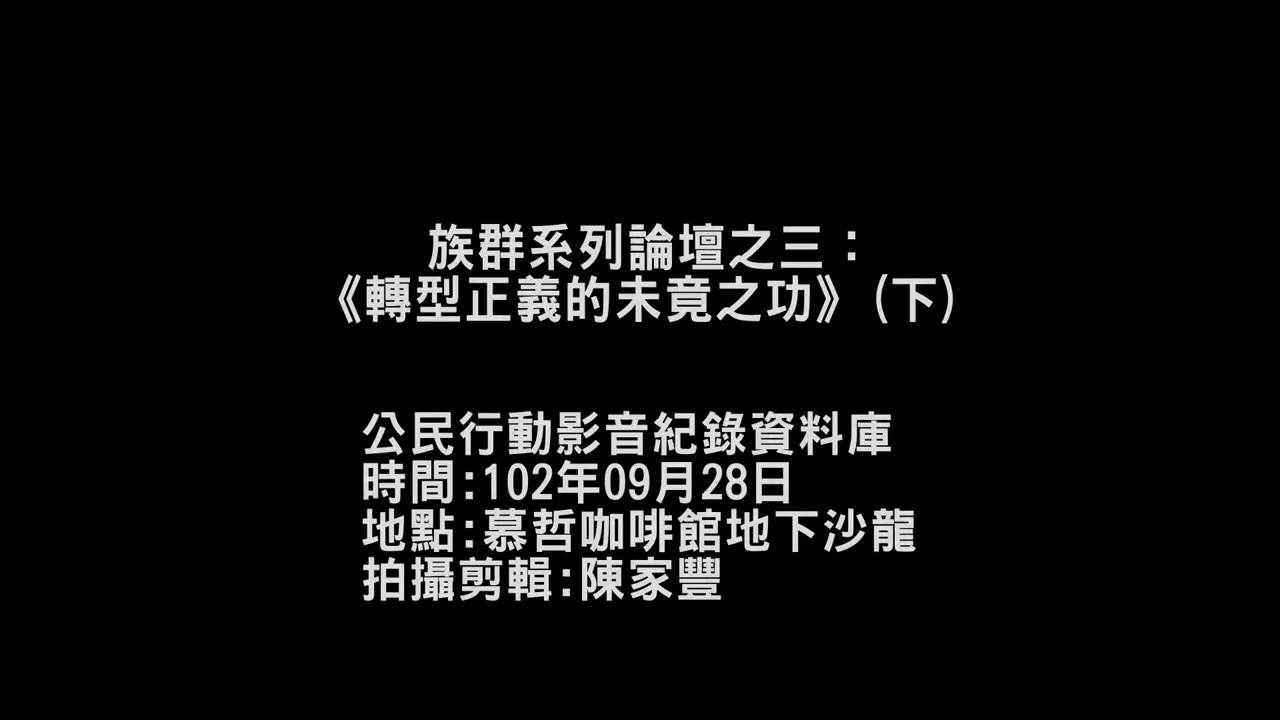 族群系列論壇之三：
《轉型正義的未竟之功》(下)
公民行動影音紀錄資料庫
時間:102年09月28日
地點:慕哲咖啡館地下沙龍
拍攝剪輯:陳家豐